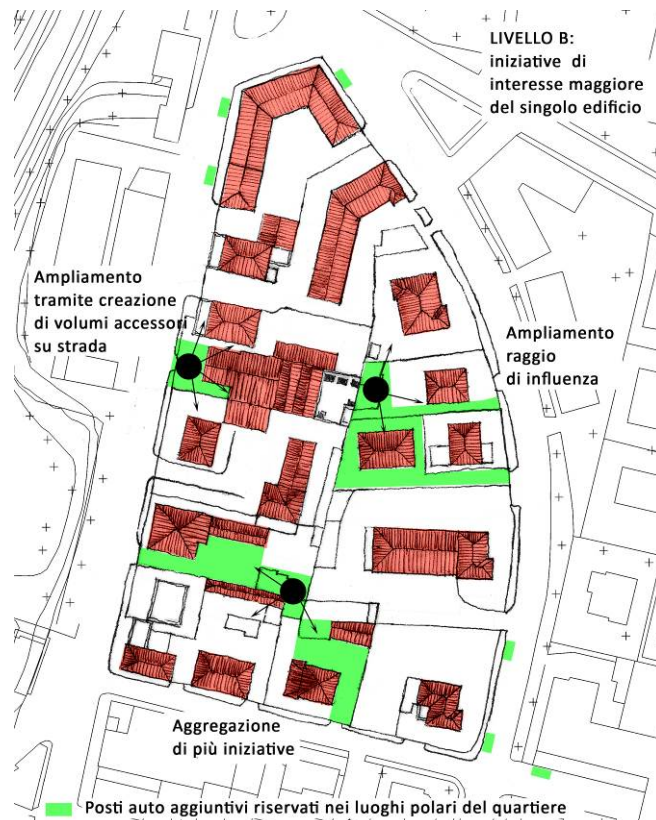 LIVELLO B:
iniziative di
interesse maggiore
del singolo edificio
Ampliamento
tramite creazione
di volumi accessori
su strada
Ampliamento
raggio
di influenza
Aggregazione
di più iniziative
Posti auto aggiuntivi riservati nei luoghi polari del quartiere